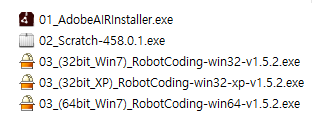 01_AdobeAIRInstaller.exe
02_Scratch-458.0.1.exe
03_(32bit_Win7)_RobotCoding-win32-v1.5.2.exe
03_(32bit_XP)_RobotCoding-win32-xp-v1.5.2.exe
03_(64bit_Win7)_RobotCoding-win64-v1.5.2.exe